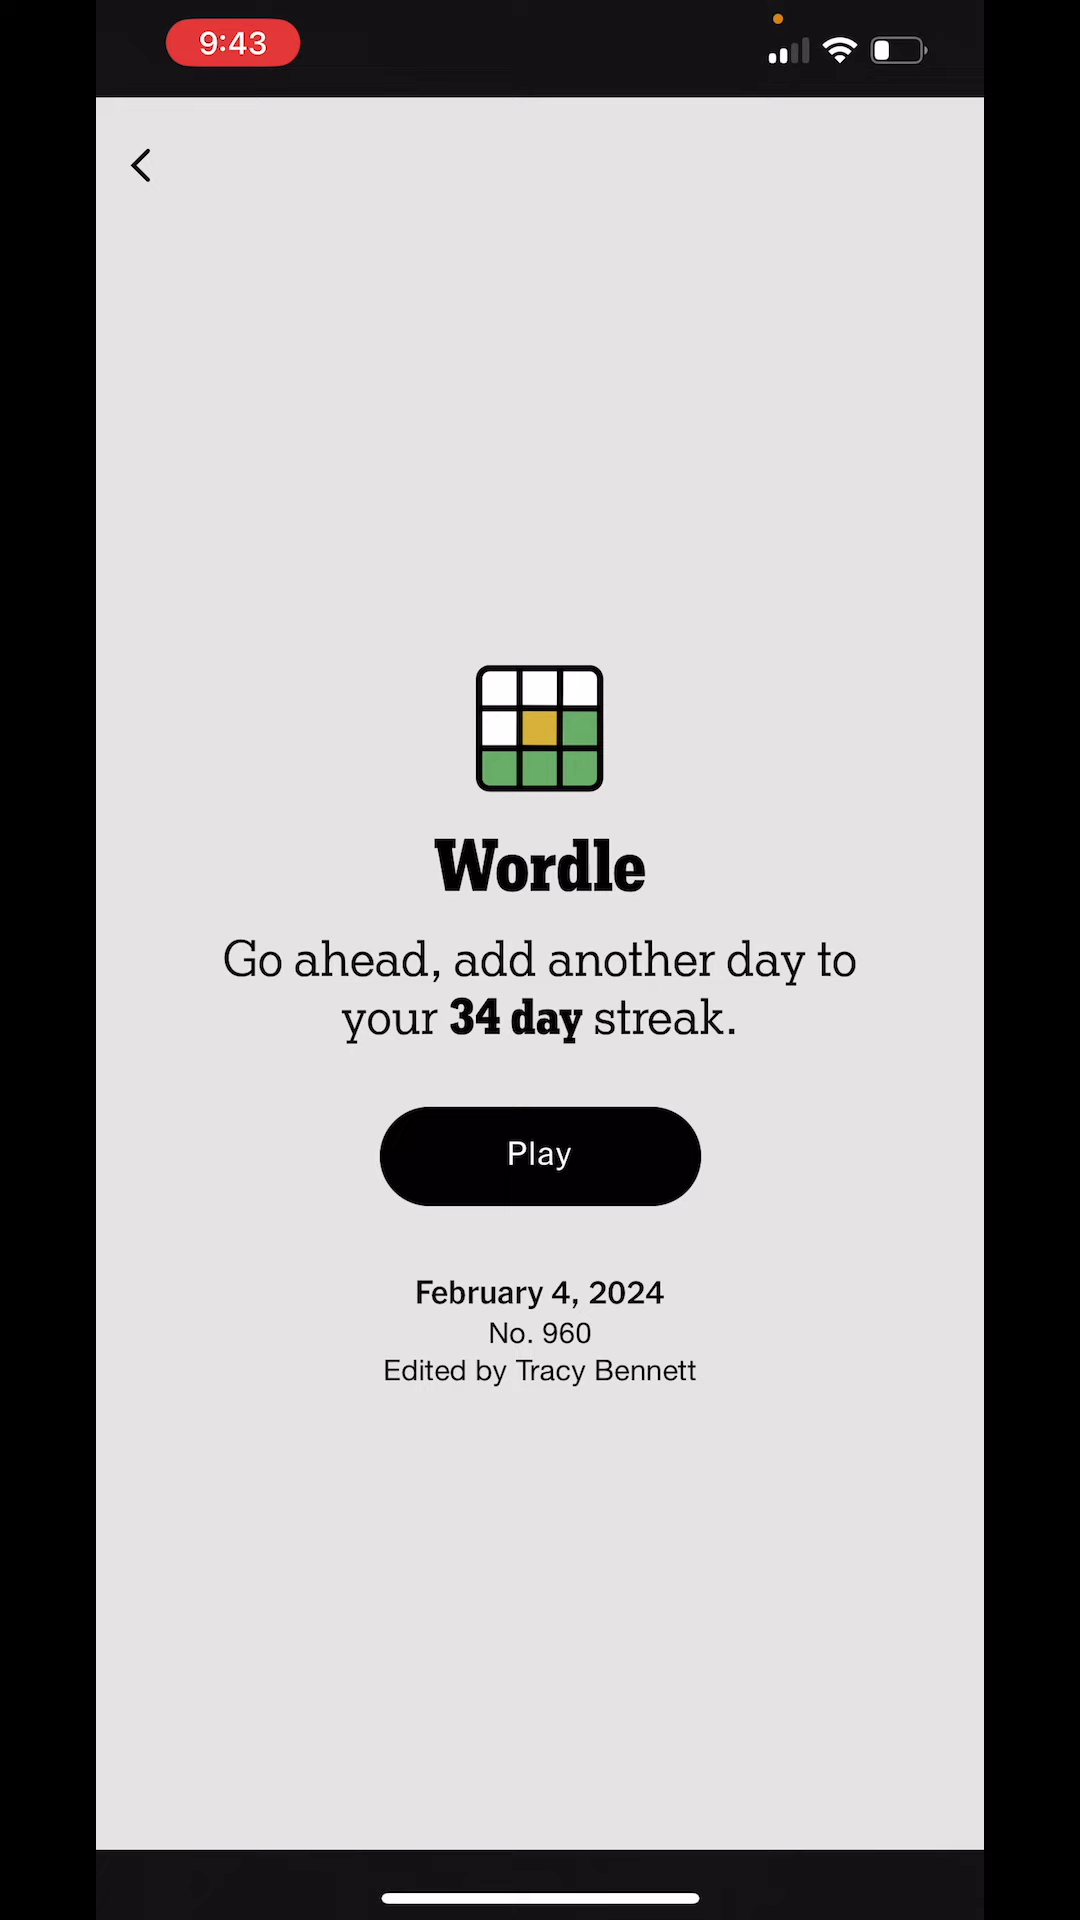 9:43
Wordle
Go ahead, add another day to
your 34 day streak.
Play
February 4, 2024
No. 960
Edited by Tracy Bennett